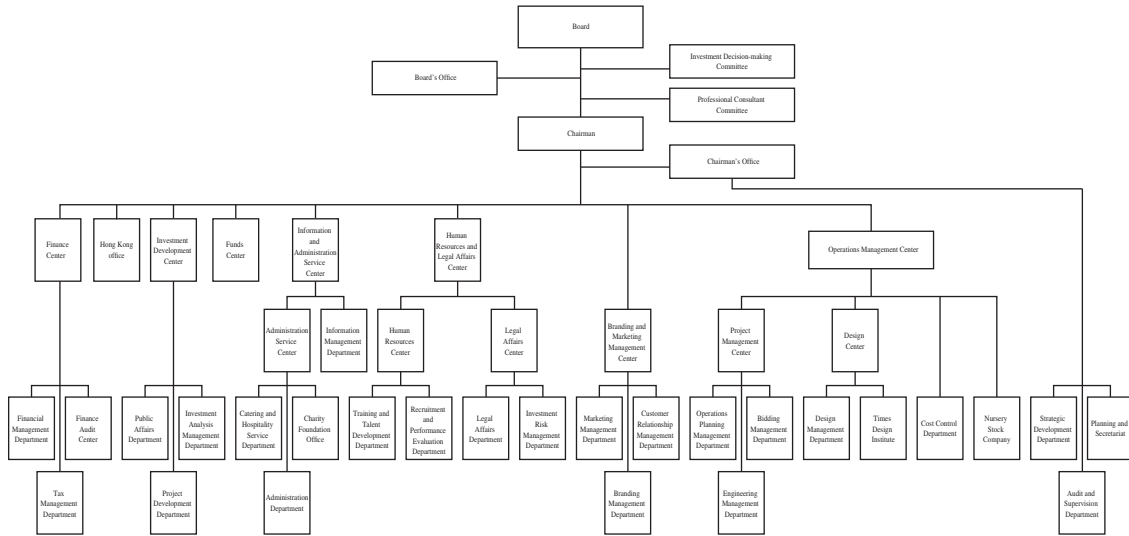 Board
Investment Decision-making
Committee
Board's Office
Professional Consultant
Committee
Chairman
Chairman's Office
Finance
Center
Hong Kong
office
Investment
Development
Center
Funds
Center
Information
and
Administration
Service
Center
Human
Resources and
Legal Affairs
Center
Operations Management Center
Administration
Service
Center
Information
Management
Department
Human
Resources
Center
Legal
Affairs
Center
Branding and
Marketing
Management
Center
Project
Management
Center
Design
Center
Financial
Management
Department
Finance
Audit
Center
Public
Affairs
Department
Investment
Analysis
Management
Department
Catering and
Hospitality
Service
Department
Charity
Foundation
Office
Training and
Talent
Development
Department
Recruitment
and
Performance
Evaluation
Department
Legal
Affairs
Department
Investment
Risk
Management
Department
Marketing
Management
Department
Customer
Relationship
Management
Department
Operations
Planning
Management
Department
Bidding
Management
Department
Design
Management
Department
Times
Design
Institute
Cost Control
Department
Nursery
Stock
Company
Strategic
Development
Department
Planning and
Secretariat
Tax
Management
Department
Project
Development
Department
Administration
Department
Branding
Management
Department
Engineering
Management
Department
Audit and
Supervision
Department